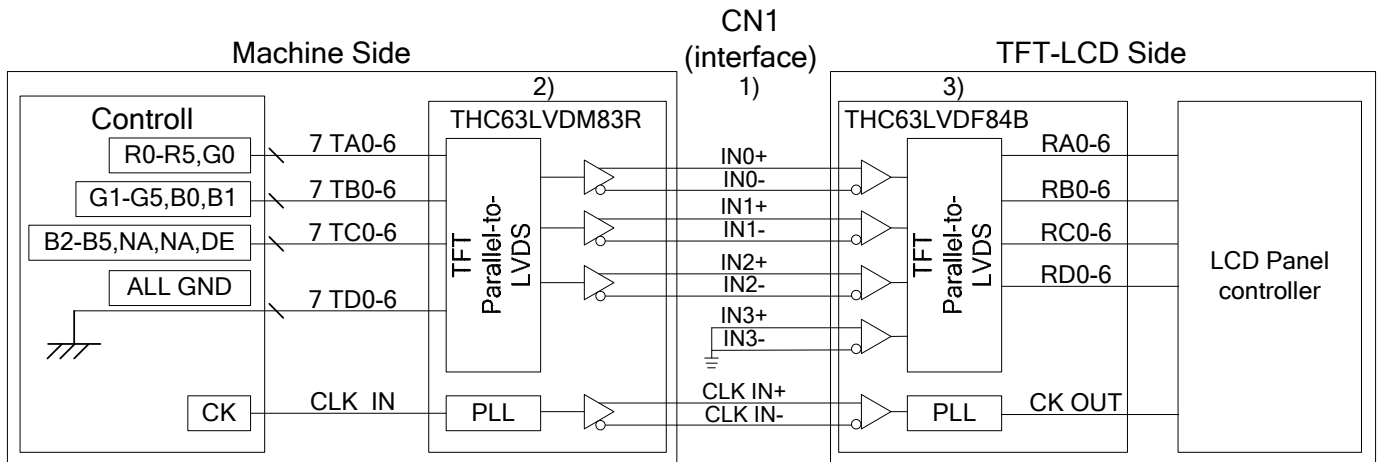 CN1
(interface)
1)
Machine Side
TFT-LCD Side
Controll
R0-R5,G0
G1-G5,B0,B1
B2-B5,NA,NA,DE
ALL GND
CK
7 TA0-6
7 TB0-6
7 TC0-6
7 TD0-6
CLK IN
2)
THC63LVDM83R
TFT
Parallel-to-
LVDS
PLL
IN0+
IN0-
IN1+
IN1-
IN2+
IN2-
IN3+
IN3-
CLK IN+
CLK IN-
3)
THC63LVDF84B
TFT
Parallel-to-
LVDS
PLL
RA0-6
RB0-6
RC0-6
RD0-6
CK OUT
LCD Panel
controller